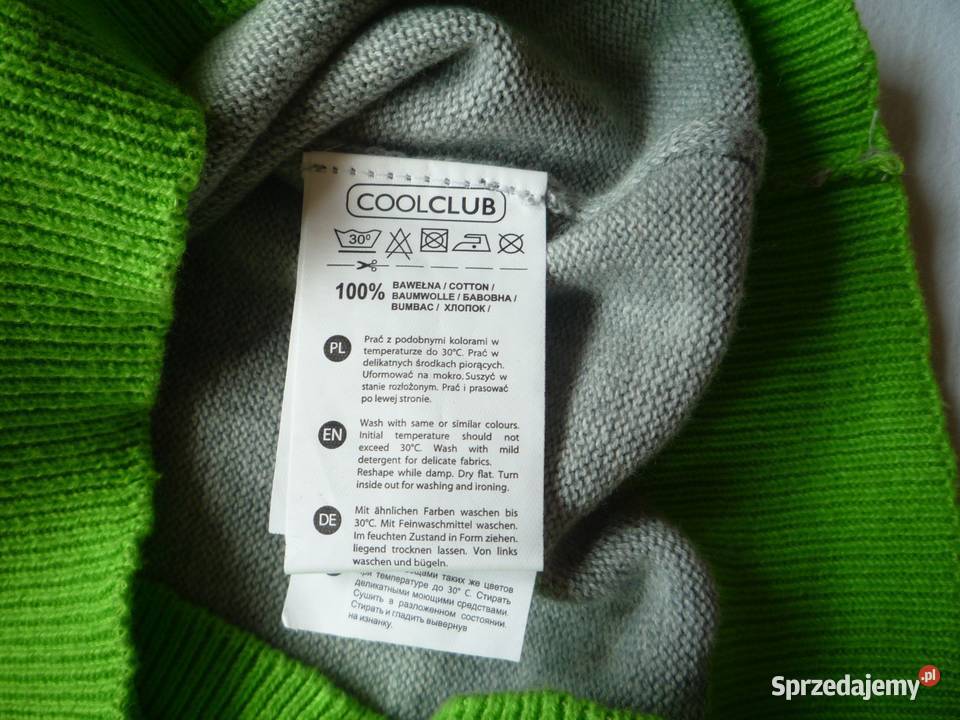 COOLCLUB
30°
100% BAWEŁNA / COTTON /
BAUMWOLLE / БАВОВНА /
BUMBAC / ХЛОПОК /
PL
Prać z podobnymi kolorami w
temperaturze do 30°C. Prać w
delikatnych środkach piorących.
Uformować na mokro. Suszyć w
stanie rozłożonym. Prać i prasować
po lewej stronie.
EN
Wash with same or similar colours.
Initial temperature should not
exceed 30°C. Wash with mild
detergent for delicate fabrics.
Reshape while damp. Dry flat. Turn
inside out for washing and ironing.
DE
Mit ähnlichen Farben waschen bis
30°C. Mit Feinwaschmittel waschen.
Im feuchten Zustand in Form ziehen.
liegend trocknen lassen. Von links
waschen und bügeln.
таких же цветов
при температуре до 30° С. Стирать
деликатными моющими средствами.
Сушить в разложенном состоянии.
Стирать и гладить вывернув
на изнанку.
Sprzedajemy.pl